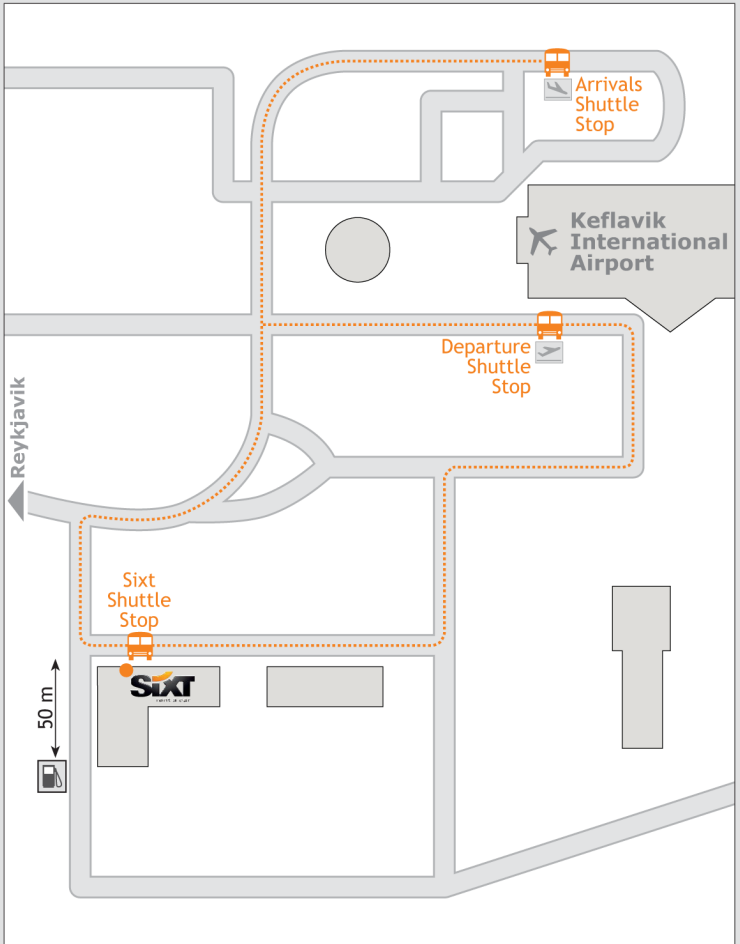 Arrivals
Shuttle
Stop
Keflavik
International
Airport
Departure
Shuttle
Stop
Reykjavik
Sixt
Shuttle
Stop
SIXT
50 m